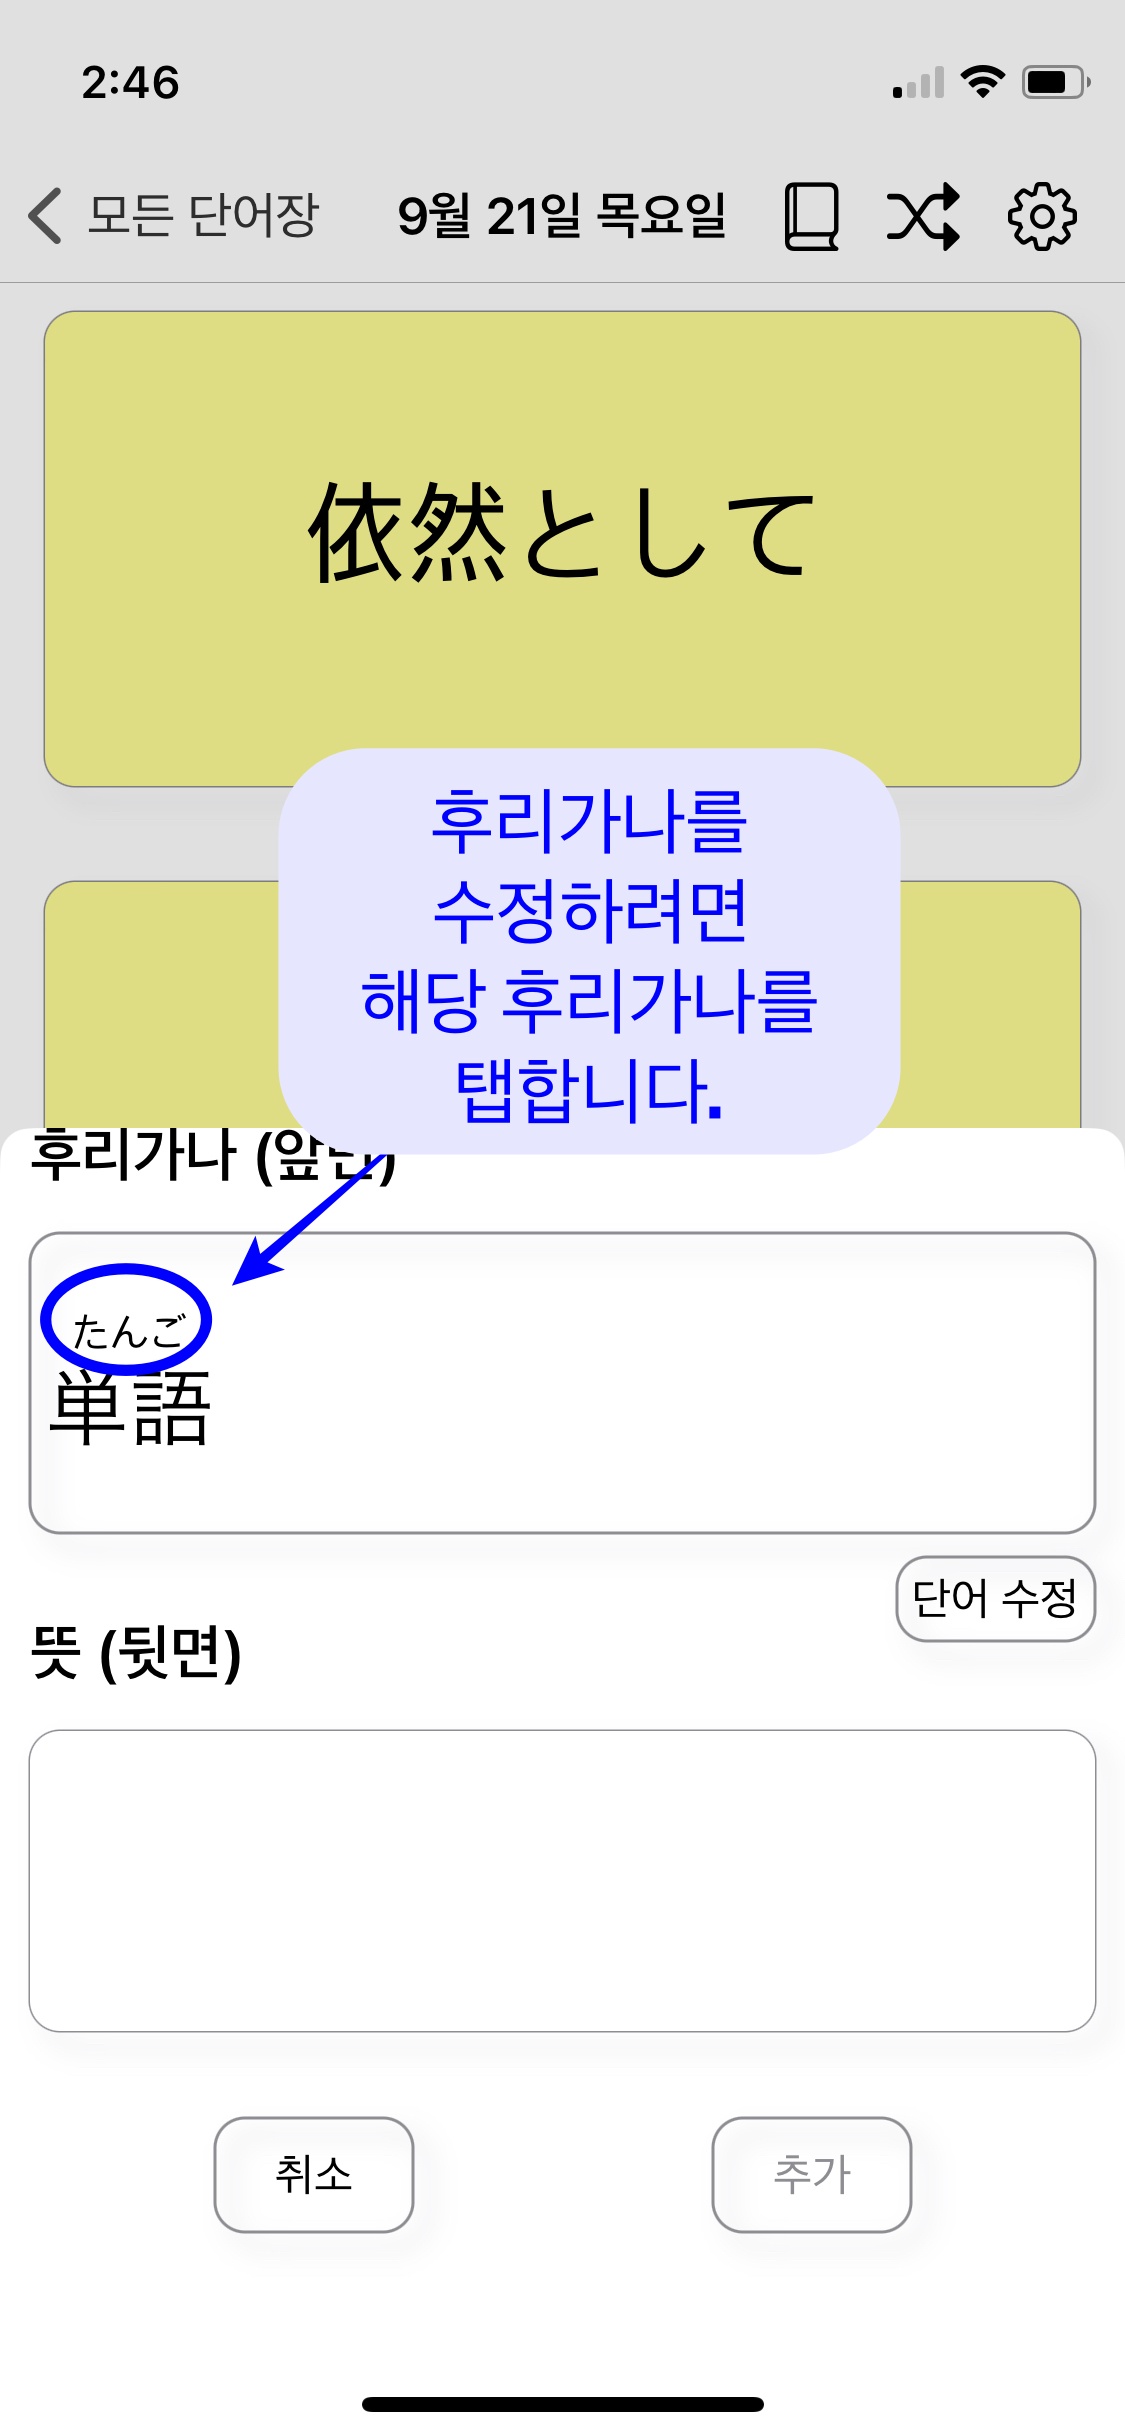 2:46
모든 단어장
9월 21일 목요일
依然として
후리가나를
수정하려면
해당 후리가나를
탭합니다.
후리가나 (앞면)
たんご
単語
단어 수정
뜻 (뒷면)
취소
추가